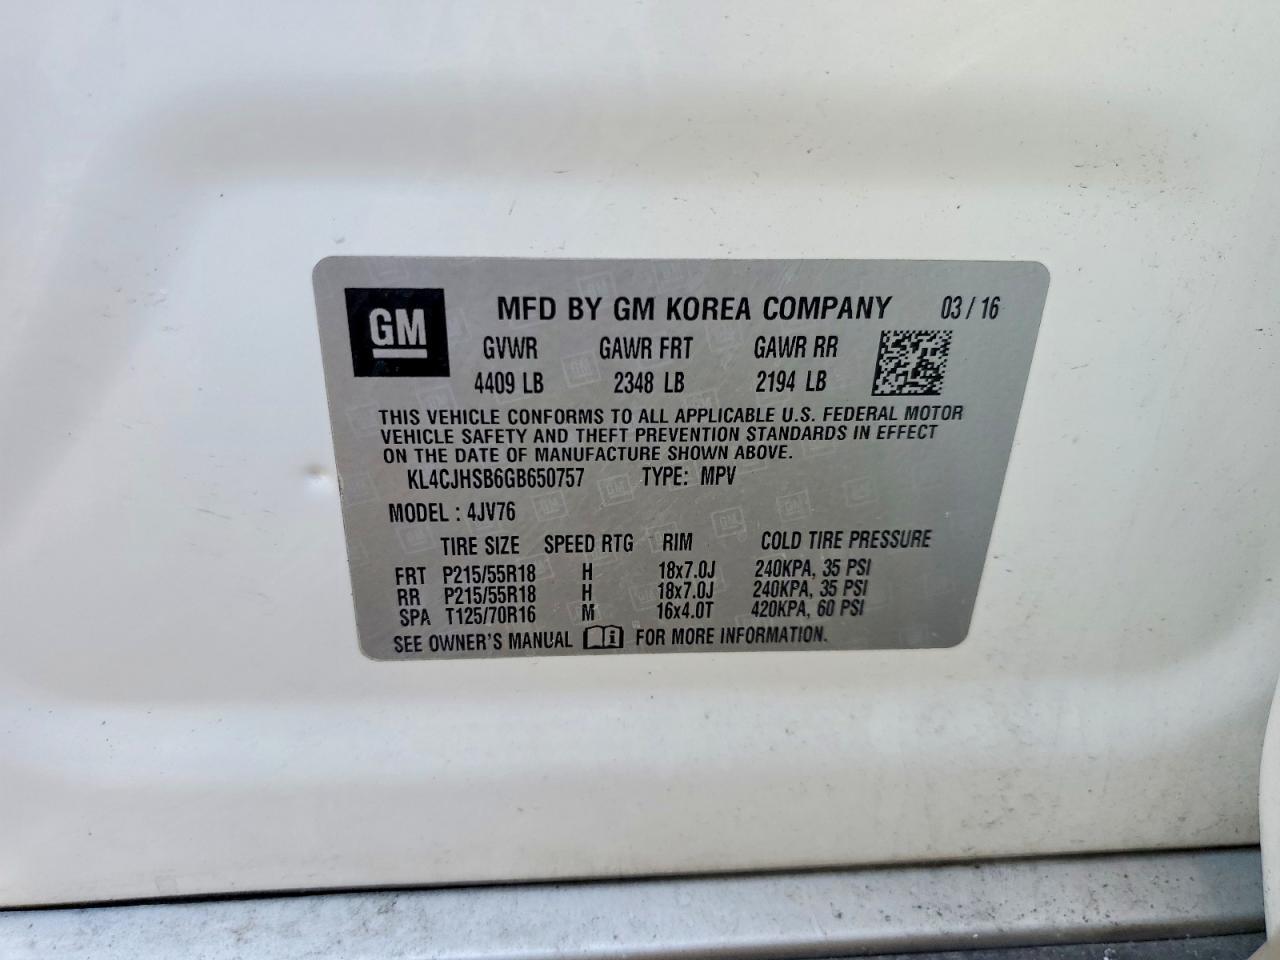 GM
MFD BY GM KOREA COMPANY 03 / 16
GVWR GAWR FRT GAWR RR
4409 LB 2348 LB 2194 LB
THIS VEHICLE CONFORMS TO ALL APPLICABLE U.S. FEDERAL MOTOR
VEHICLE SAFETY AND THEFT PREVENTION STANDARDS IN EFFECT
ON THE DATE OF MANUFACTURE SHOWN ABOVE.
KL4CJHSB6GB650757 TYPE: MPV
MODEL : 4JV76
TIRE SIZE SPEED RTG RIM COLD TIRE PRESSURE
FRT P215/55R18 H 18x7.0J 240KPA, 35 PSI
RR P215/55R18 H 18x7.0J 240KPA, 35 PSI
SPA T125/70R16 M 16x4.0T 420KPA, 60 PSI
SEE OWNER'S MANUAL FOR MORE INFORMATION.